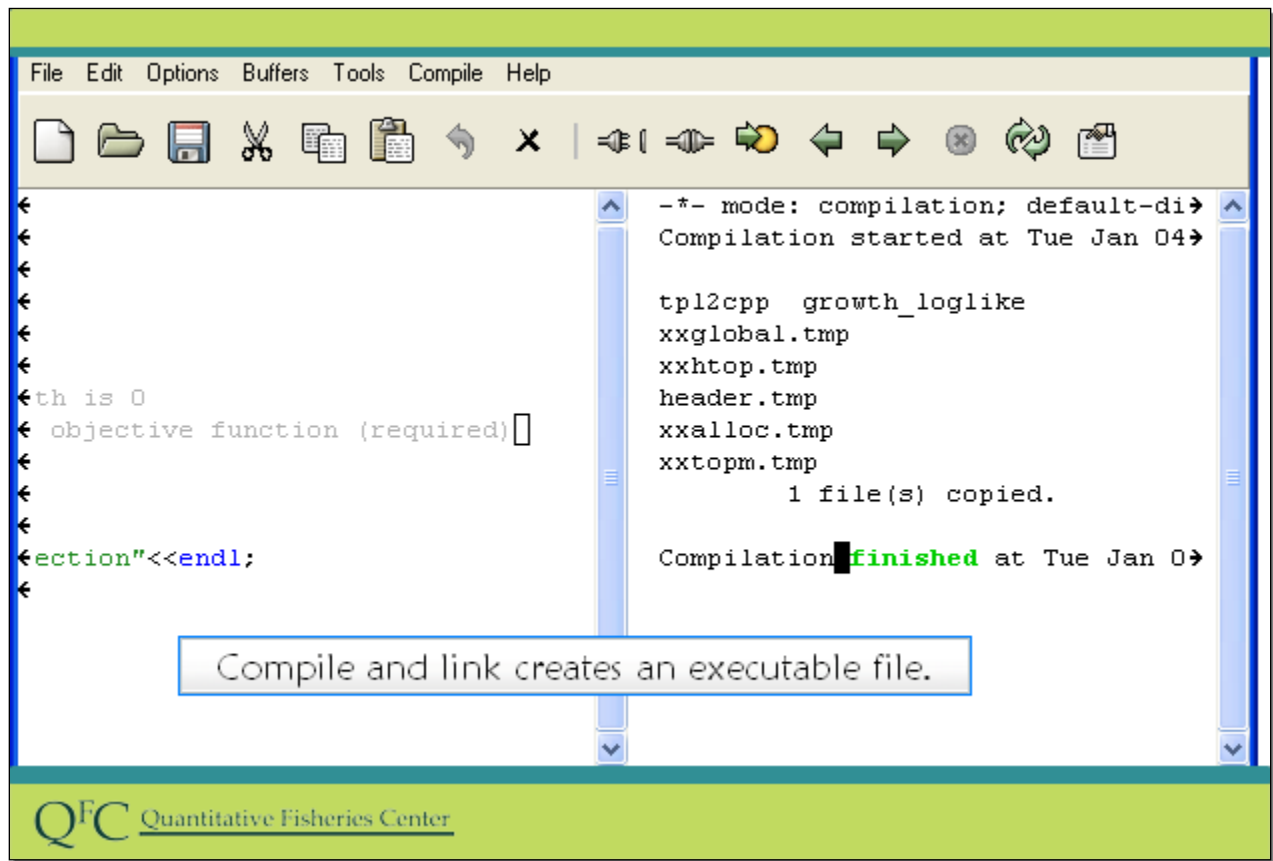 File Edit Options Buffers Tools Compile Help
th is 0
objective function (required)
ection"<<endl;
-*- mode: compilation; default-di
Compilation started at Tue Jan 04
tpl2cpp growth_loglike
xxglobal.tmp
xxhtop.tmp
header.tmp
xxalloc.tmp
xxtopm.tmp
1 file(s) copied.
Compilation finished at Tue Jan 0
Compile and link creates an executable file.
QFC Quantitative Fisheries Center